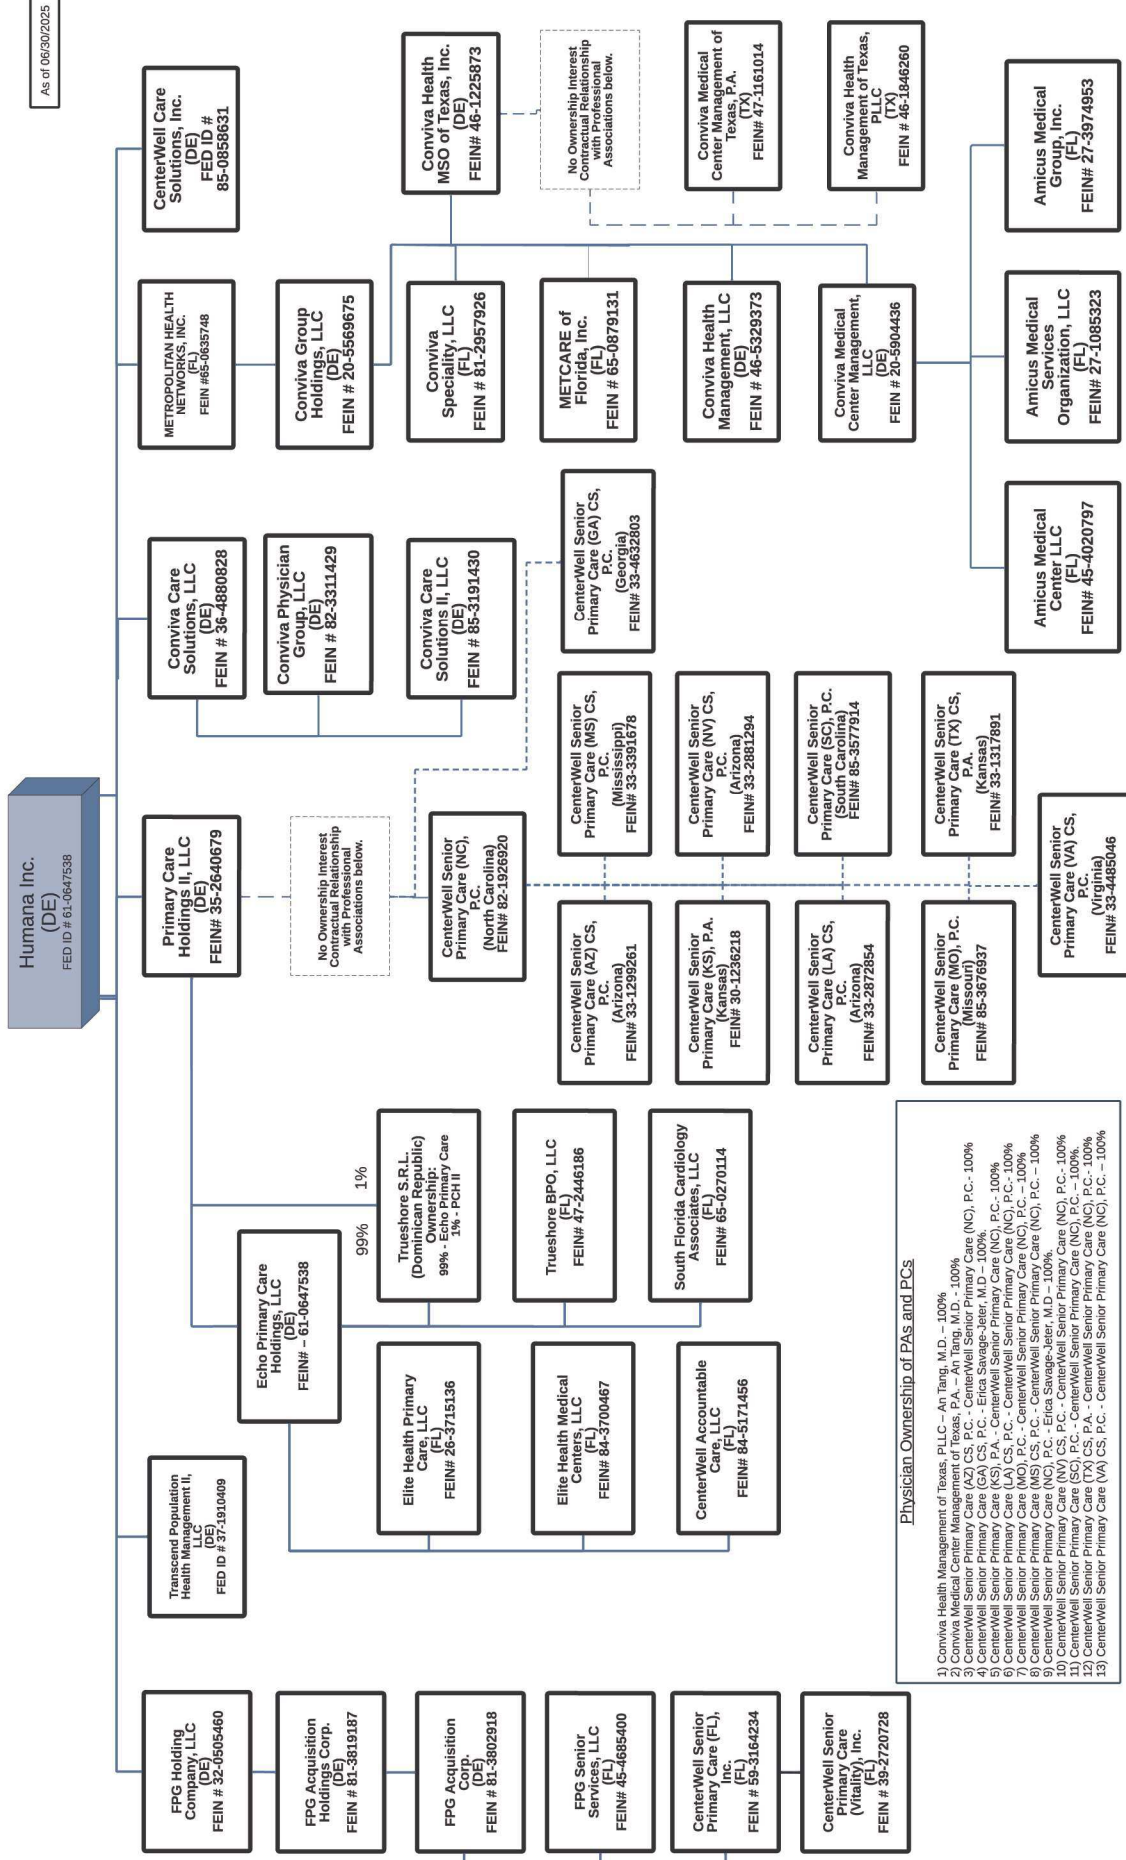 As of 06/30/2025
Humana Inc.
(DE)
FED ID # 61-0647538
FPG Holding
Company, LLC
(DE)
FEIN # 32-0505460
FPG Acquisition
Holdings Corp.
(DE)
FEIN # 81-3819187
FPG Acquisition
Corp.
(DE)
FEIN # 81-3802918
FPG Senior
Services, LLC
(FL)
FEIN# 45-4685400
CenterWell Senior
Primary Care (FL),
Inc.
(FL)
FEIN # 59-3164234
CenterWell Senior
Primary Care
(Vitality), Inc.
(FL)
FEIN # 39-2720728
Transcend Population
Health Management II,
LLC
(DE)
FED ID # 37-1910409
Echo Primary Care
Holdings, LLC
(DE)
FEIN# – 61-0647538
99%
1%
Elite Health Primary
Care, LLC
(FL)
FEIN# 26-3715136
Elite Health Medical
Centers, LLC
(FL)
FEIN# 84-3700467
CenterWell Accountable
Care, LLC
(FL)
FEIN# 84-5171456
Trueshore S.R.L.
(Dominican Republic)
Ownership:
99% - Echo Primary Care
1% - PCH II
Trueshore BPO, LLC
(FL)
FEIN# 47-2446186
South Florida Cardiology
Associates, LLC
(FL)
FEIN# 65-0270114
Primary Care
Holdings II, LLC
(DE)
FEIN# 35-2640679
No Ownership Interest
Contractual Relationship
with Professional
Associations below.
CenterWell Senior
Primary Care (NC),
P.C.
(North Carolina)
FEIN# 82-1926920
CenterWell Senior
Primary Care (AZ) CS,
P.C.
(Arizona)
FEIN# 33-1299261
CenterWell Senior
Primary Care (KS), P.A.
(Kansas)
FEIN# 30-1236218
CenterWell Senior
Primary Care (LA) CS,
P.C.
(Arizona)
FEIN# 33-2872854
CenterWell Senior
Primary Care (MO), P.C.
(Missouri)
FEIN# 85-3676937
CenterWell Senior
Primary Care (MS) CS,
P.C.
(Mississippi)
FEIN# 33-3391678
CenterWell Senior
Primary Care (NV) CS,
P.C.
(Arizona)
FEIN# 33-2881294
CenterWell Senior
Primary Care (SC), P.C.
(South Carolina)
FEIN# 85-3577914
CenterWell Senior
Primary Care (TX) CS,
P.A.
(Kansas)
FEIN# 33-1317891
CenterWell Senior
Primary Care (VA) CS,
P.C.
(Virginia)
FEIN# 33-4485046
CenterWell Senior
Primary Care (GA) CS,
P.C.
(Georgia)
FEIN# 33-4632803
Conviva Care
Solutions, LLC
(DE)
FEIN # 36-4880828
Conviva Physician
Group, LLC
(DE)
FEIN # 82-3311429
Conviva Care
Solutions II, LLC
(DE)
FEIN # 85-3191430
METROPOLITAN HEALTH
NETWORKS, INC.
(FL)
FEIN #65-0635748
Conviva Group
Holdings, LLC
(DE)
FEIN # 20-5569675
Conviva
Speciality, LLC
(FL)
FEIN # 81-2957926
METCARE of
Florida, Inc.
(FL)
FEIN # 65-0879131
Conviva Health
Management, LLC
(DE)
FEIN # 46-5329373
Conviva Medical
Center Management,
LLC
(DE)
FEIN # 20-5904436
Amicus Medical
Center LLC
(FL)
FEIN# 45-4020797
Amicus Medical
Services
Organization, LLC
(FL)
FEIN# 27-1085323
Amicus Medical
Group, Inc.
(FL)
FEIN# 27-3974953
CenterWell Care
Solutions, Inc.
(DE)
FED ID #
85-0858631
Conviva Health
MSO of Texas, Inc.
(DE)
FEIN# 46-1225873
No Ownership Interest
Contractual Relationship
with Professional
Associations below.
Conviva Medical
Center Management of
Texas, P.A.
(TX)
FEIN# 47-1161014
Conviva Health
Management of Texas,
PLLC
(TX)
FEIN # 46-1846260
Physician Ownership of PAs and PCs
1) Conviva Health Management of Texas, PLLC – An Tang, M.D. – 100%
2) Conviva Medical Center Management of Texas, P.A. – An Tang, M.D. - 100%
3) CenterWell Senior Primary Care (AZ) CS, P.C. - CenterWell Senior Primary Care (NC), P.C.- 100%
4) CenterWell Senior Primary Care (GA) CS, P.C. - Erica Savage-Jeter, M.D – 100%.
5) CenterWell Senior Primary Care (KS), P.A. - CenterWell Senior Primary Care (NC), P.C.- 100%
6) CenterWell Senior Primary Care (LA) CS, P.C. - CenterWell Senior Primary Care (NC), P.C.- 100%
7) CenterWell Senior Primary Care (MO), P.C. - CenterWell Senior Primary Care (NC), P.C. – 100%
8) CenterWell Senior Primary Care (MS) CS, P.C. - CenterWell Senior Primary Care (NC), P.C. – 100%
9) CenterWell Senior Primary Care (NC), P.C. - Erica Savage-Jeter, M.D – 100%.
10) CenterWell Senior Primary Care (NV) CS, P.C. - CenterWell Senior Primary Care (NC), P.C.- 100%
11) CenterWell Senior Primary Care (SC), P.C. - CenterWell Senior Primary Care (NC), P.C. – 100%.
12) CenterWell Senior Primary Care (TX) CS, P.A. - CenterWell Senior Primary Care (NC), P.C.- 100%
13) CenterWell Senior Primary Care (VA) CS, P.C. - CenterWell Senior Primary Care (NC), P.C. – 100%